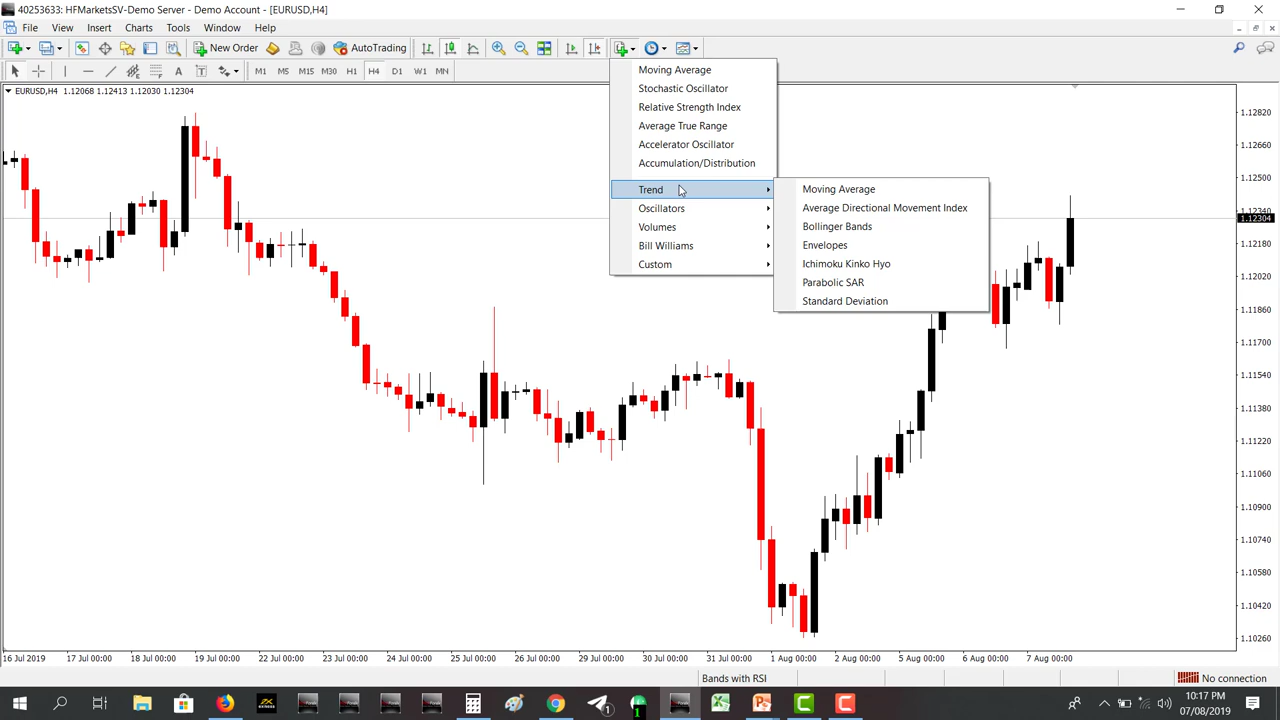 40253633: HFMarketsSV-Demo Server - Demo Account - [EURUSD,H4]
File View Insert Charts Tools Window Help
New Order AutoTrading
A T M1 M5 M15 M30 H1 H4 D1 W1 MN
EURUSD,H4 1.12068 1.12413 1.12030 1.12304
Moving Average
Stochastic Oscillator
Relative Strength Index
Average True Range
Accelerator Oscillator
Accumulation/Distribution
Trend
Oscillators
Volumes
Bill Williams
Custom
Moving Average
Average Directional Movement Index
Bollinger Bands
Envelopes
Ichimoku Kinko Hyo
Parabolic SAR
Standard Deviation
1.12820
1.12660
1.12500
1.12340
1.12304
1.12180
1.12020
1.11860
1.11700
1.11540
1.11380
1.11220
1.11060
1.10900
1.10740
1.10580
1.10420
1.10260
16 Jul 2019 17 Jul 00:00 18 Jul 00:00 19 Jul 00:00 22 Jul 00:00 23 Jul 00:00 24 Jul 00:00 25 Jul 00:00 26 Jul 00:00 29 Jul 00:00 30 Jul 00:00 31 Jul 00:00 1 Aug 00:00 2 Aug 00:00 5 Aug 00:00 6 Aug 00:00 7 Aug 00:00
Bands with RSI No connection
10:17 PM
07/08/2019